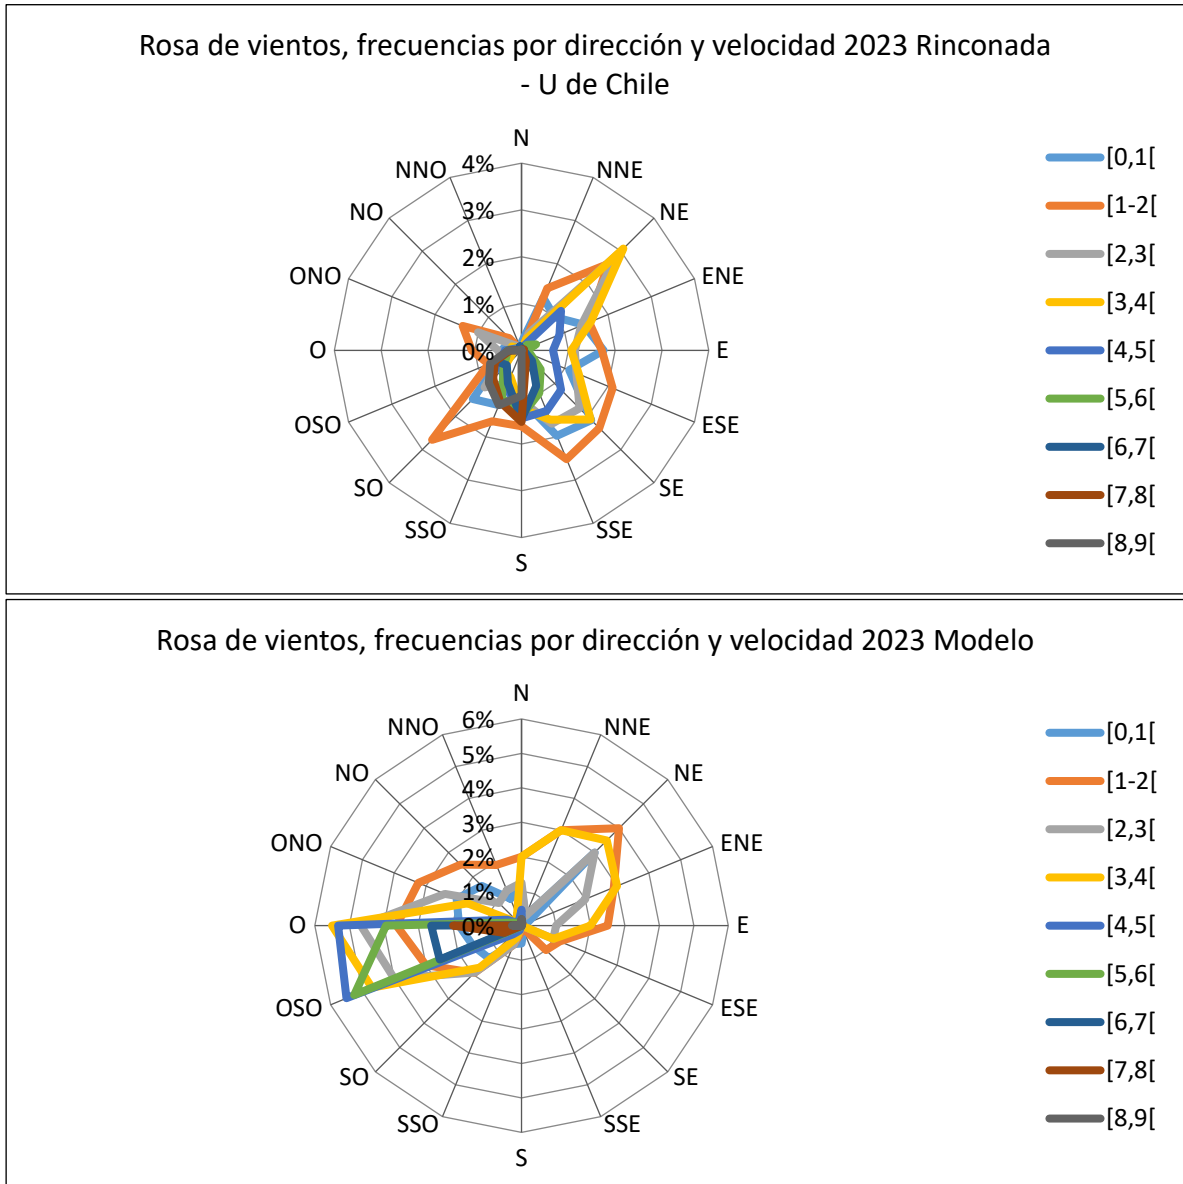 Rosa de vientos, frecuencias por dirección y velocidad 2023 Rinconada
- U de Chile
N
NNE
NE
ENE
E
ESE
SE
SSE
S
SSO
SO
OSO
O
ONO
NO
NNO
4%
3%
2%
1%
0%
[0,1[
[1-2[
[2,3[
[3,4[
[4,5[
[5,6[
[6,7[
[7,8[
[8,9[
Rosa de vientos, frecuencias por dirección y velocidad 2023 Modelo
N
NNE
NE
ENE
E
ESE
SE
SSE
S
SSO
SO
OSO
O
ONO
NO
NNO
6%
5%
4%
3%
2%
1%
0%
[0,1[
[1-2[
[2,3[
[3,4[
[4,5[
[5,6[
[6,7[
[7,8[
[8,9[